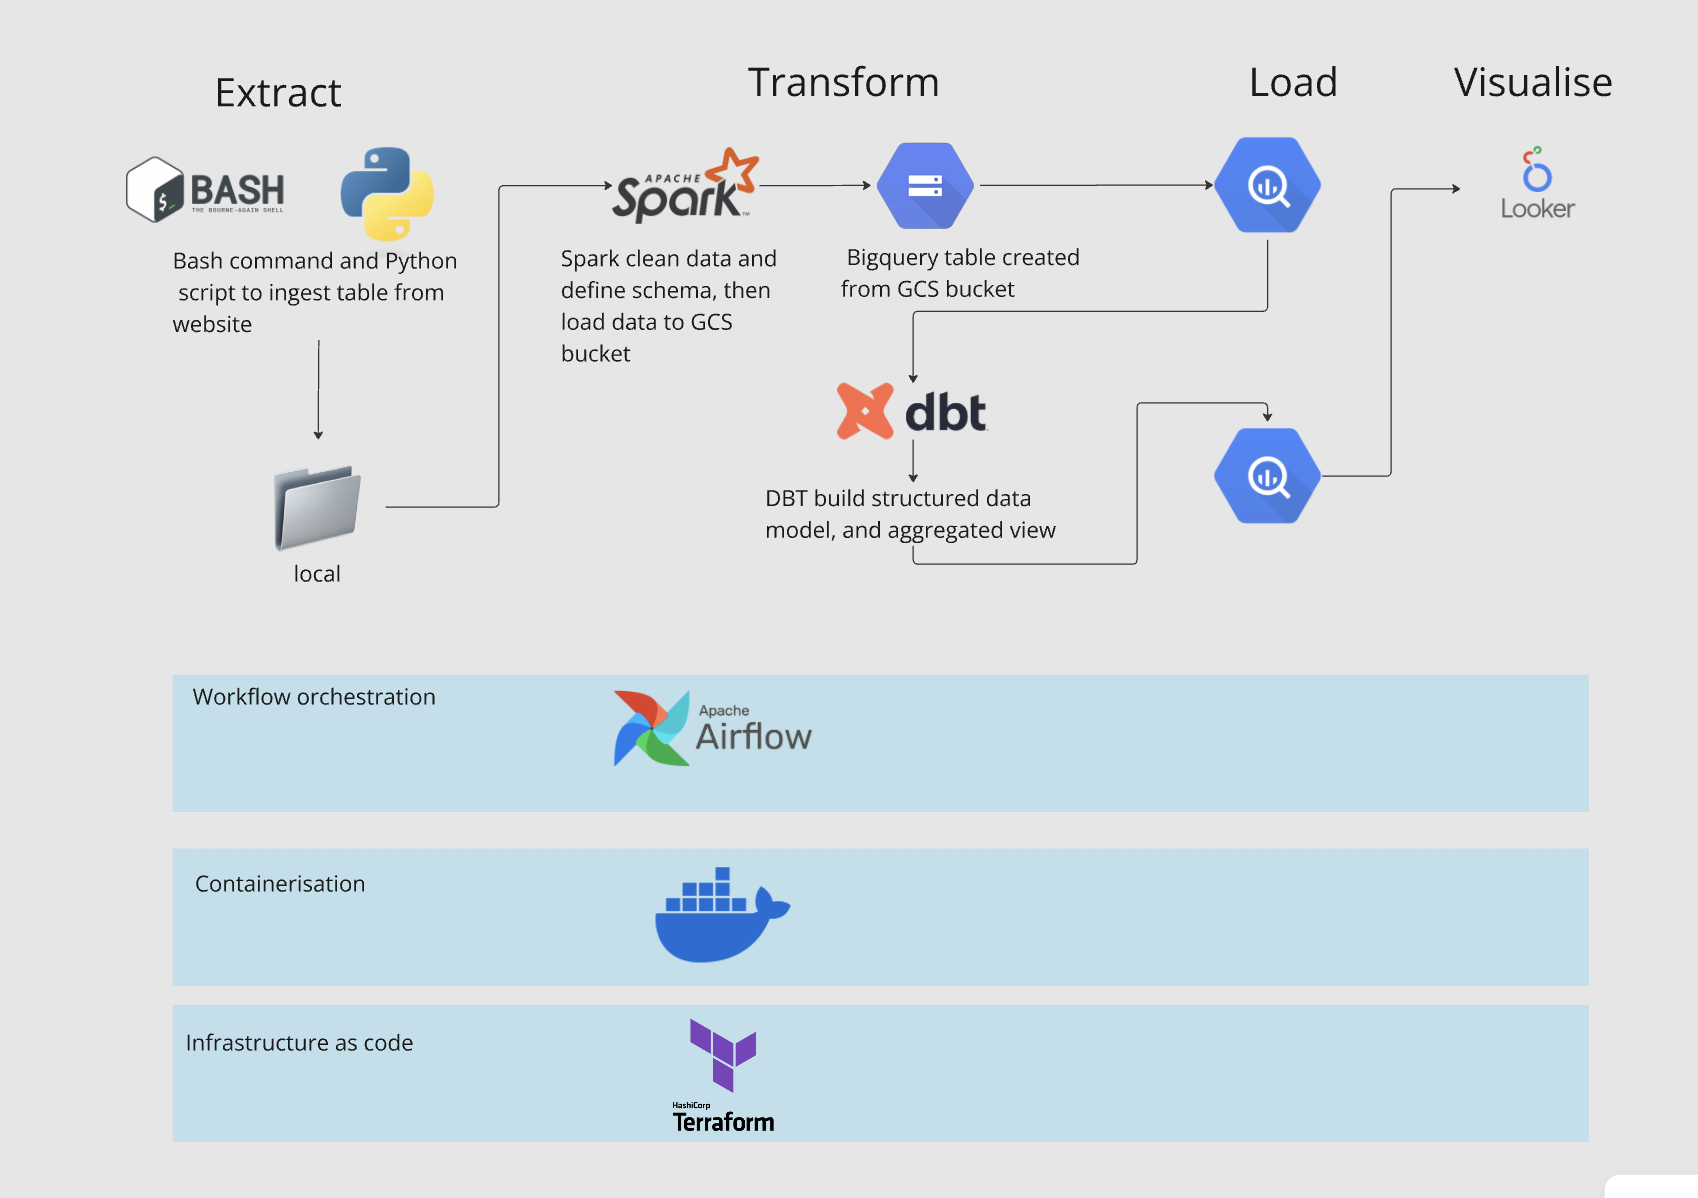 Extract
Transform
Load
Visualise
$_
BASH
THE BOURNE-AGAIN SHELL
Bash command and Python
script to ingest table from
website
local
APACHE
Spark™
Spark clean data and
define schema, then
load data to GCS
bucket
Bigquery table created
from GCS bucket
dbt
DBT build structured data
model, and aggregated view
Looker
Workflow orchestration
Apache
Airflow
Containerisation
Infrastructure as code
HashiCorp
Terraform